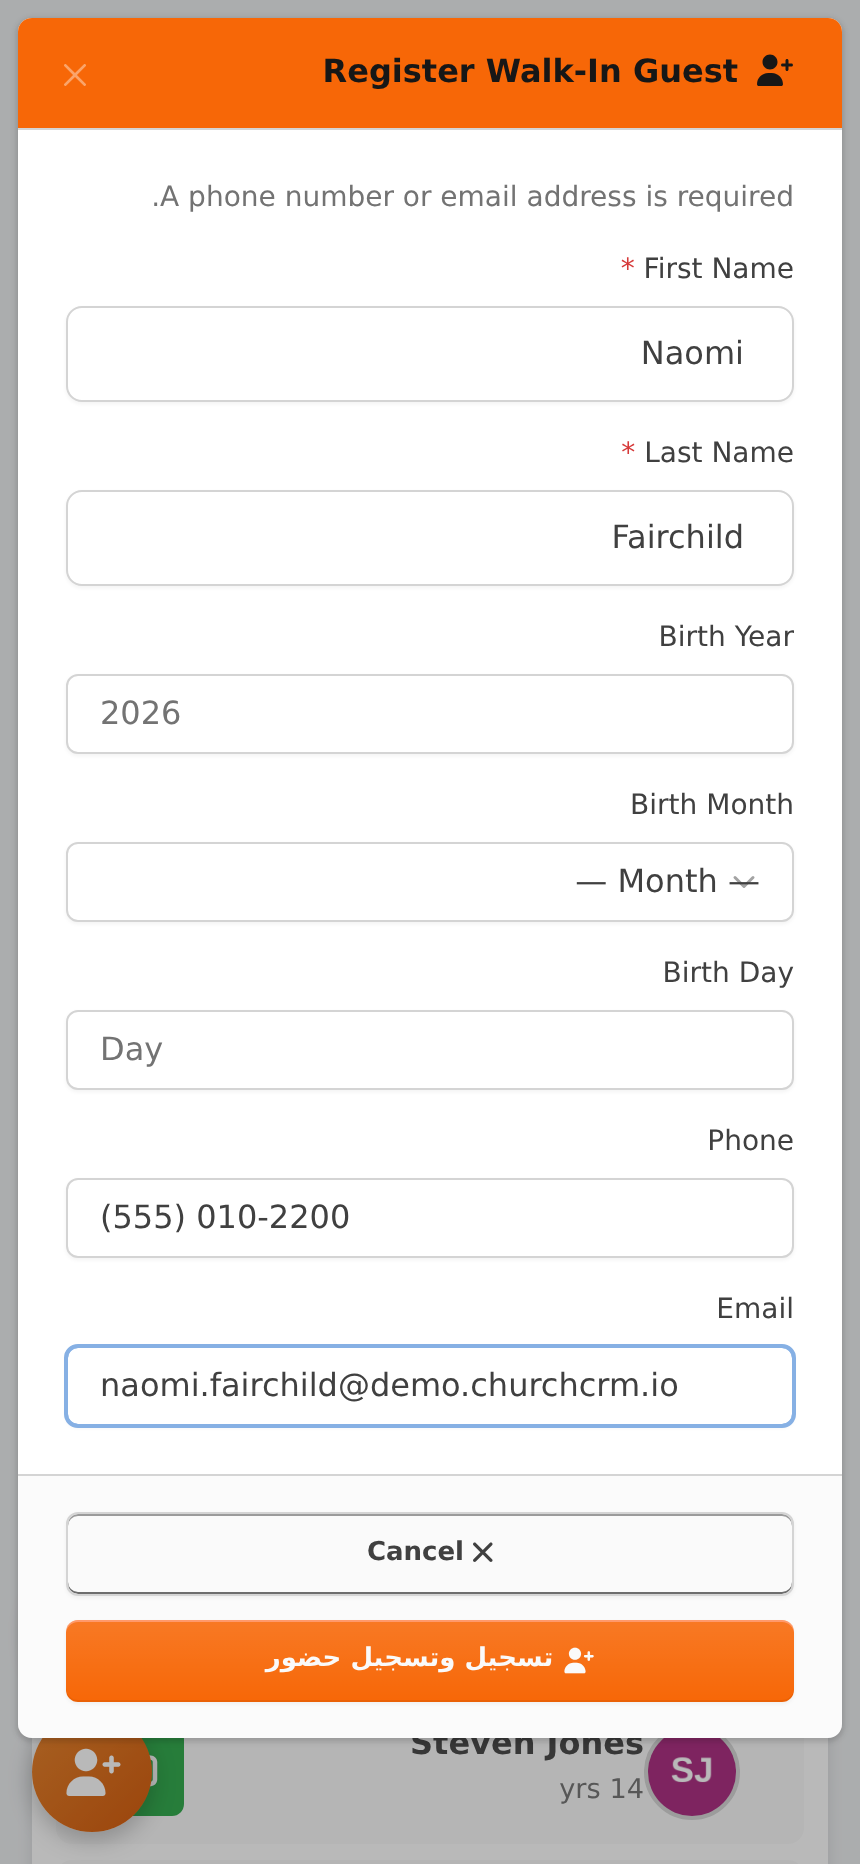 Register Walk-In Guest
.A phone number or email address is required
* First Name
Naomi
* Last Name
Fairchild
Birth Year
2026
Birth Month
— Month —
Birth Day
Day
Phone
(555) 010-2200
Email
naomi.fairchild@demo.churchcrm.io
Cancel
تسجيل وتسجيل حضور
Steven Jones
SJ
yrs 14